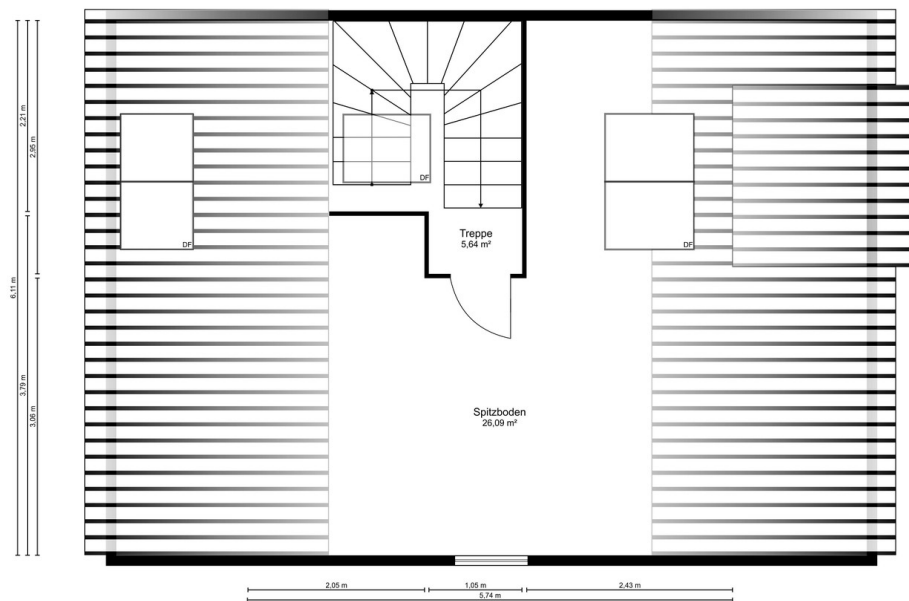 2,21 m
2,95 m
6,11 m
3,79 m
3,06 m
DF
DF
DF
Treppe
5,64 m²
Spitzboden
26,09 m²
2,05 m
1,05 m
2,43 m
5,74 m